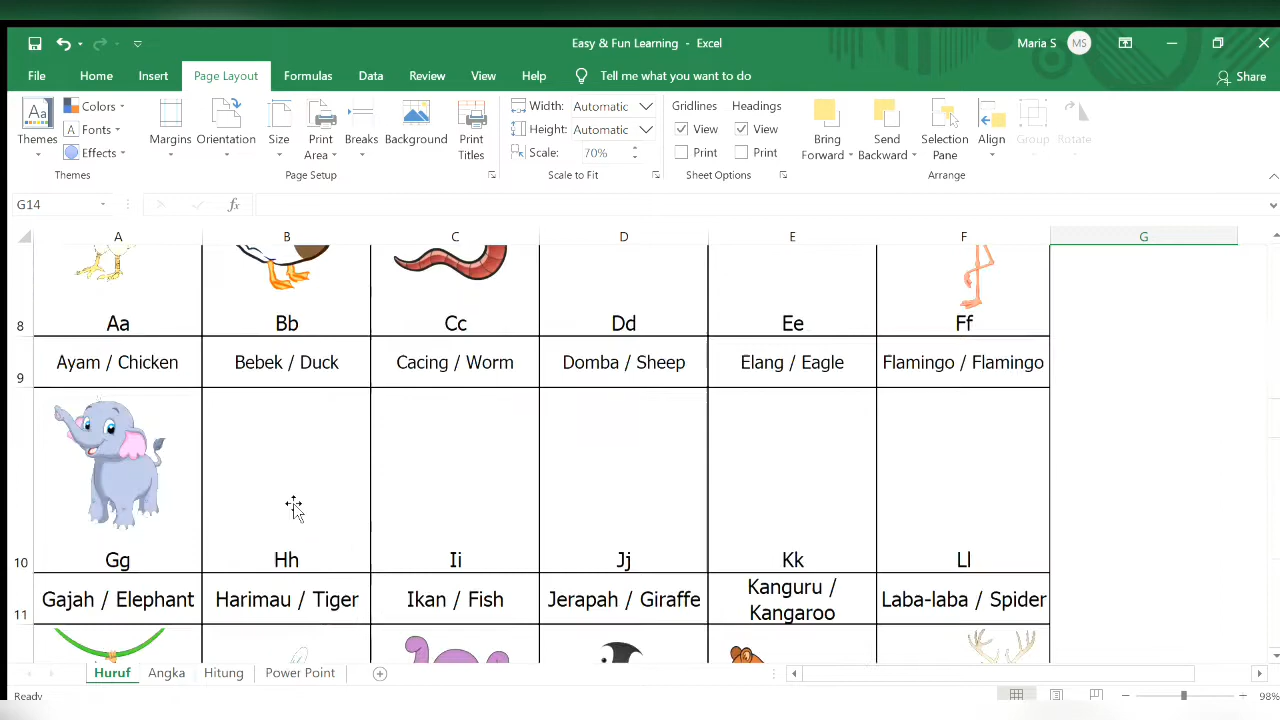 Easy & Fun Learning - Excel
Maria S MS
File Home Insert Page Layout Formulas Data Review View Help Tell me what you want to do Share
Aa Themes Colors Fonts Effects Themes
Margins Orientation Size Print Area Breaks Background Print Titles Page Setup
Width: Automatic
Height: Automatic
Scale: 70%
Scale to Fit
Gridlines Headings
View View
Print Print
Sheet Options
Bring Forward Send Backward Selection Pane Align Group Rotate
Arrange
G14 fx
A B C D E F G
8 Aa Bb Cc Dd Ee Ff
9 Ayam / Chicken Bebek / Duck Cacing / Worm Domba / Sheep Elang / Eagle Flamingo / Flamingo
10 Gg Hh Ii Jj Kk Ll
11 Gajah / Elephant Harimau / Tiger Ikan / Fish Jerapah / Giraffe Kanguru / Kangaroo Laba-laba / Spider
Huruf Angka Hitung Power Point
Ready 98%